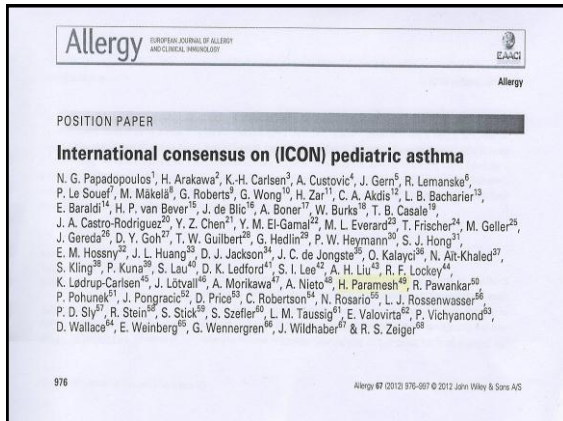 Allergy
EUROPEAN JOURNAL OF ALLERGY
AND CLINICAL IMMUNOLOGY
EAACI
Allergy
POSITION PAPER
International consensus on (ICON) pediatric asthma
N. G. Papadopoulos1, H. Arakawa2, K.-H. Carlsen3, A. Custovic4, J. Gern5, R. Lemanske6,
P. Le Souef7, M. Mäkelä8, G. Roberts9, G. Wong10, H. Zar11, C. A. Akdis12, L. B. Bacharier13,
E. Baraldi14, H. P. van Bever15, J. de Blic16, A. Boner17, W. Burks18, T. B. Casale19,
J. A. Castro-Rodriguez20, Y. Z. Chen21, Y. M. El-Gamal22, M. L. Everard23, T. Frischer24, M. Geller25,
J. Gereda26, D. Y. Goh27, T. W. Guilbert28, G. Hedlin29, P. W. Heymann30, S. J. Hong31,
E. M. Hossny32, J. L. Huang33, D. J. Jackson34, J. C. de Jongste35, O. Kalayci36, N. Aït-Khaled37,
S. Kling38, P. Kuna39, S. Lau40, D. K. Ledford41, S. I. Lee42, A. H. Liu43, R. F. Lockey44,
K. Lødrup-Carlsen45, J. Lötvall46, A. Morikawa47, A. Nieto48, H. Paramesh49, R. Pawankar50,
P. Pohunek51, J. Pongracic52, D. Price53, C. Robertson54, N. Rosario55, L. J. Rossenwasser56,
P. D. Sly57, R. Stein58, S. Stick59, S. Szefler60, L. M. Taussig61, E. Valovirta62, P. Vichyanond63,
D. Wallace64, E. Weinberg65, G. Wennergren66, J. Wildhaber67 & R. S. Zeiger68
976
Allergy 67 (2012) 976–997 © 2012 John Wiley & Sons A/S